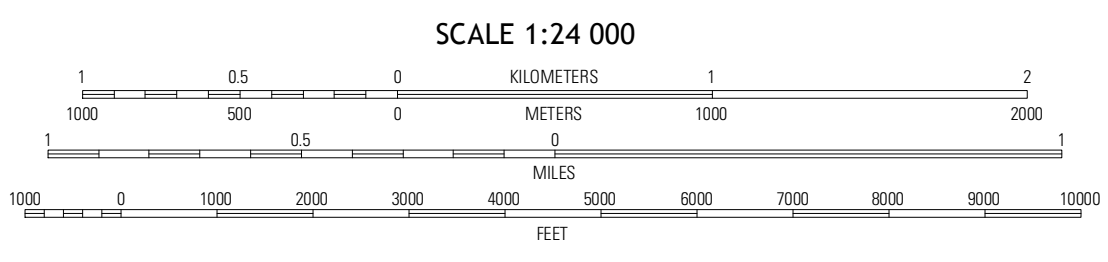 SCALE 1:24 000
1 0.5 0 KILOMETERS 1 2
1000 500 0 METERS 1000 2000
1 0.5 0 1
MILES
1000 0 1000 2000 3000 4000 5000 6000 7000 8000 9000 10000
FEET